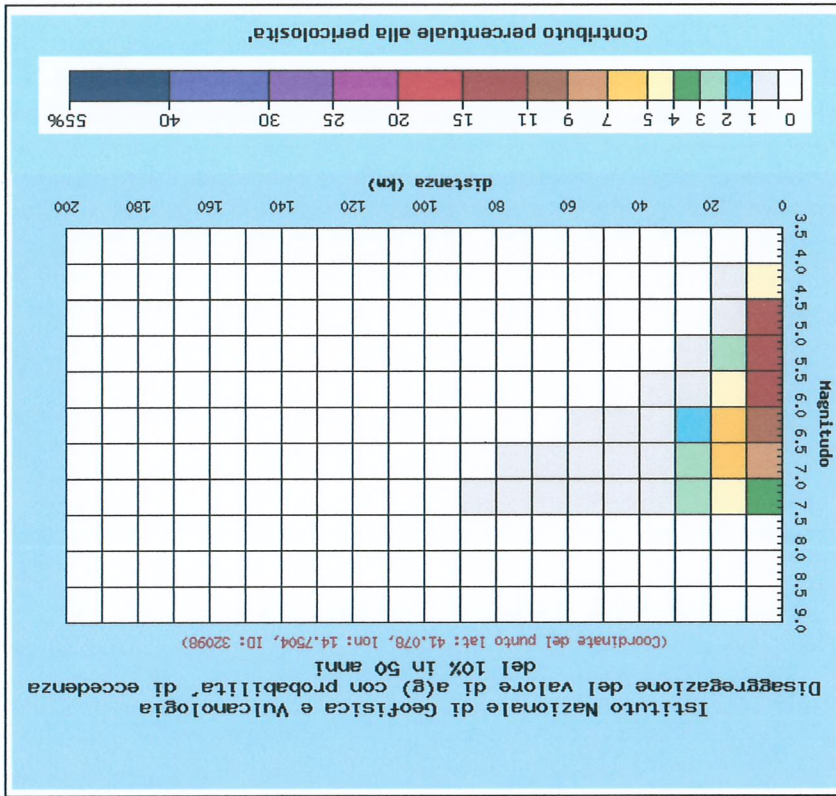 Istituto Nazionale di Geofisica e Vulcanologia
Disaggregazione del valore di a(g) con probabilita' di eccedenza
del 10% in 50 anni
(Coordinate del punto lat: 41.078, lon: 14.7504, ID: 32098)
Magnitudo
9.0
8.5
8.0
7.5
7.0
6.5
6.0
5.5
5.0
4.5
4.0
3.5
0 20 40 60 80 100 120 140 160 180 200
distanza (km)
0 1 2 3 4 5 7 9 11 15 20 25 30 40 55%
Contributo percentuale alla pericolosita'